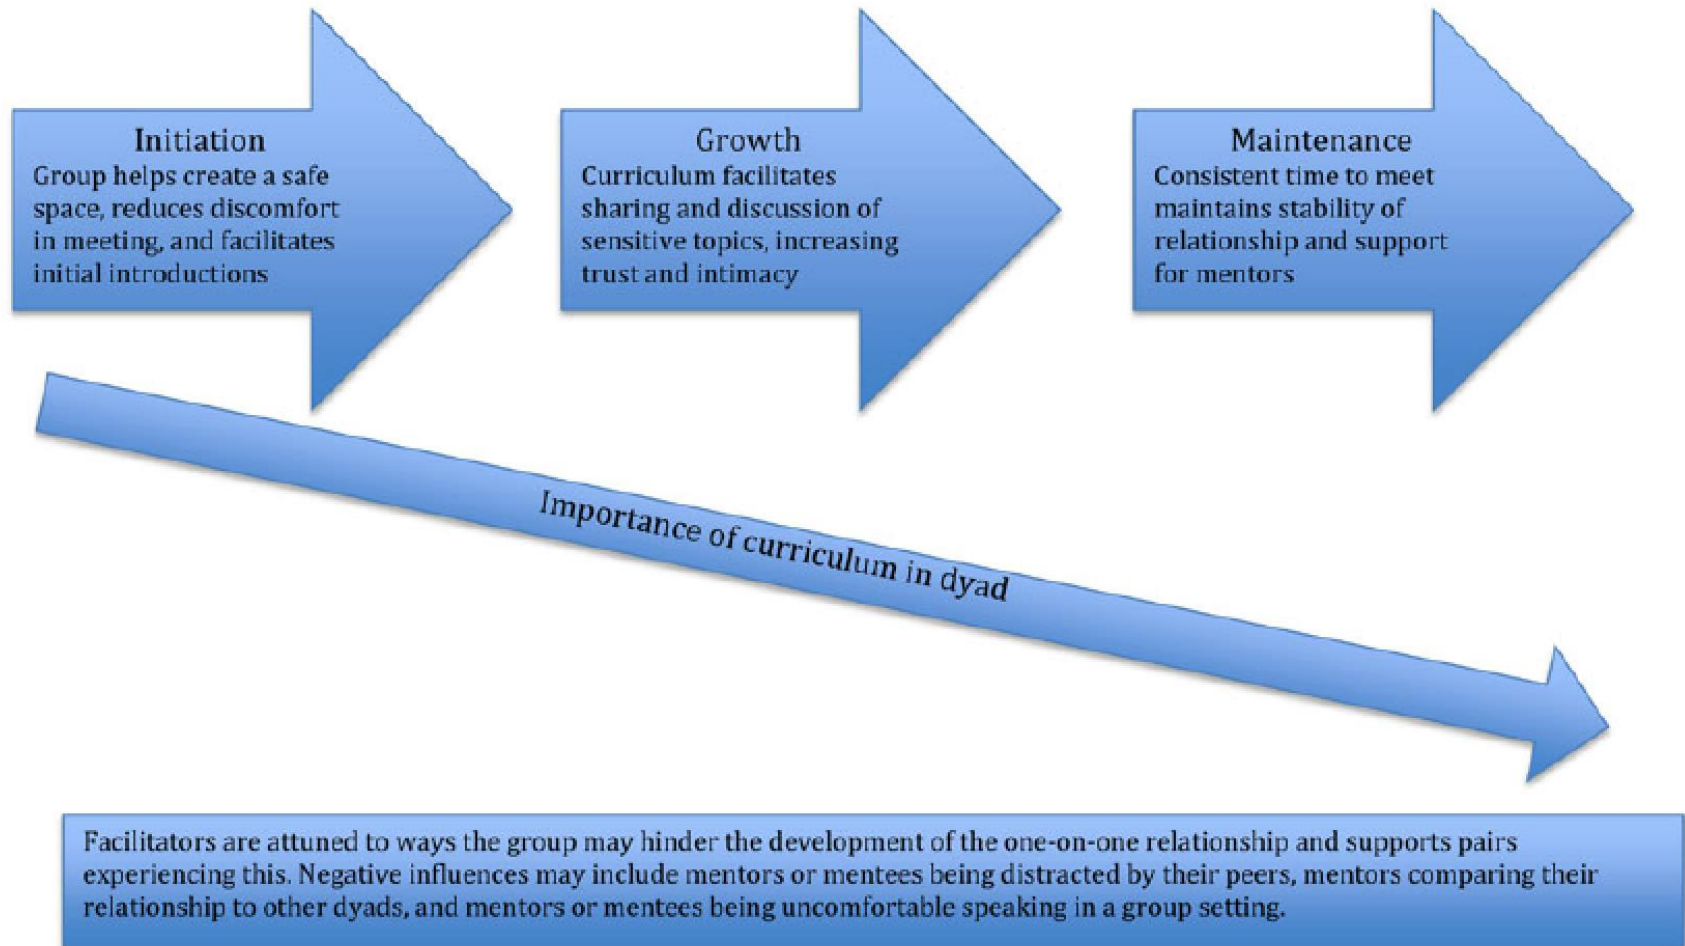 Initiation
Group helps create a safe
space, reduces discomfort
in meeting, and facilitates
initial introductions
Growth
Curriculum facilitates
sharing and discussion of
sensitive topics, increasing
trust and intimacy
Maintenance
Consistent time to meet
maintains stability of
relationship and support
for mentors
Importance of curriculum in dyad
Facilitators are attuned to ways the group may hinder the development of the one-on-one relationship and supports pairs
experiencing this. Negative influences may include mentors or mentees being distracted by their peers, mentors comparing their
relationship to other dyads, and mentors or mentees being uncomfortable speaking in a group setting.